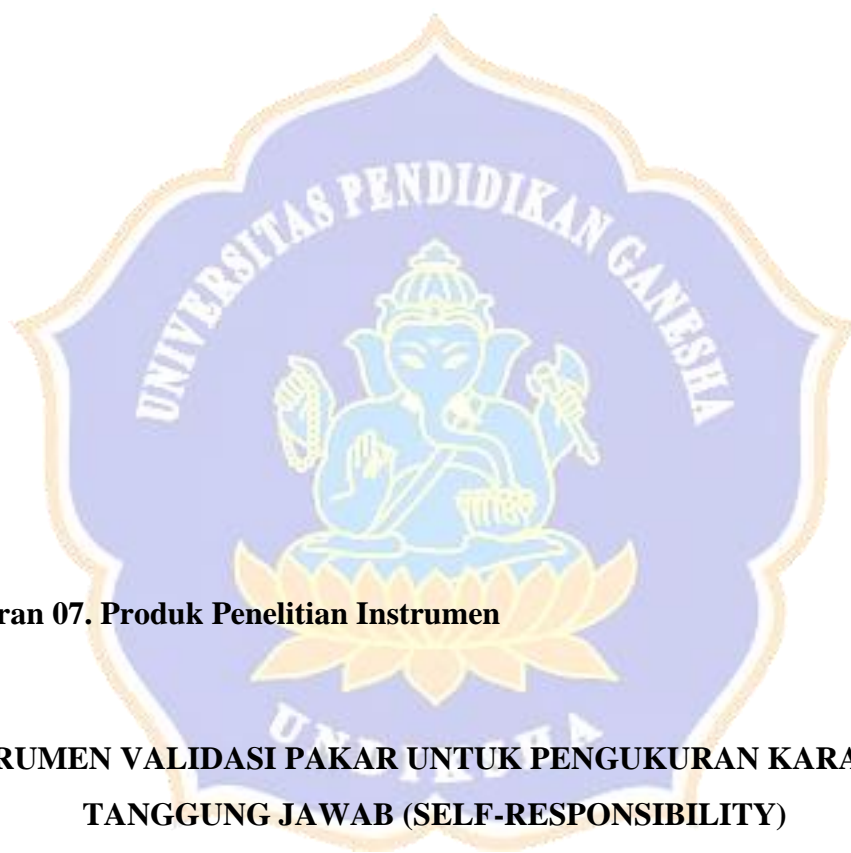 UNIVERSITAS PENDIDIKAN GANESHA
ran 07. Produk Penelitian Instrumen
UNDIKSHA
RUMEN VALIDASI PAKAR UNTUK PENGUKURAN KARA
TANGGUNG JAWAB (SELF-RESPONSIBILITY)